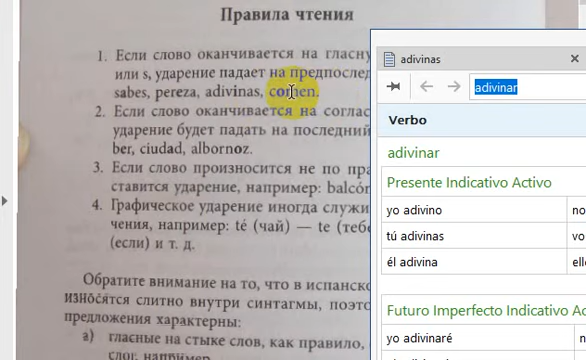 Правила чтения
1. Если слово оканчивается на гласну
или s, ударение падает на предпослед
sabes, pereza, adivinas, comen.
2. Если слово оканчивается на соглас
ударение будет падать на последний
ber, ciudad, albornoz.
3. Если слово произносится не по пра
ставится ударение, например: balcón
4. Графическое ударение иногда служи
чения, например: té (чай) — te (тебе
(если) и т. д.
Обратите внимание на то, что в испанско
износятся слитно внутри синтагмы, поэто
предложения характерны:
а) гласные на стыке слов, как правило,
слог, например
adivinas
adivinar
Verbo
adivinar
Presente Indicativo Activo
yo adivino no
tú adivinas vo
él adivina elle
Futuro Imperfecto Indicativo A
yo adivinaré